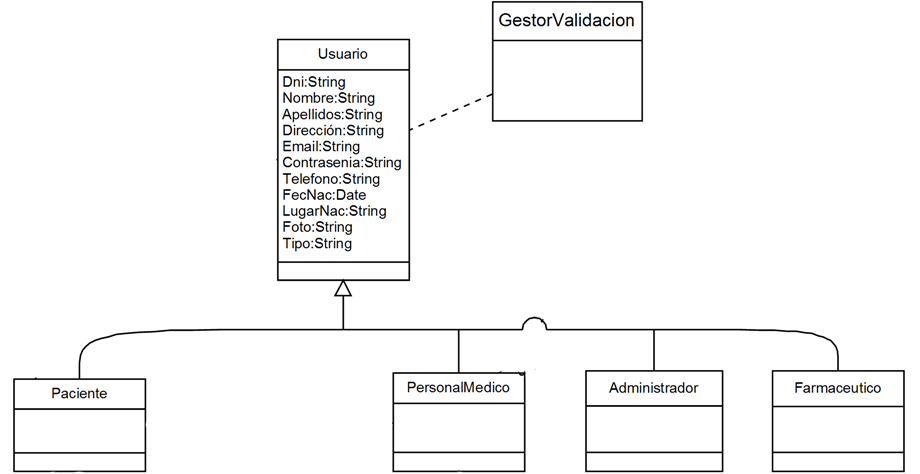 GestorValidacion
Usuario
Dni:String
Nombre:String
Apellidos:String
Dirección:String
Email:String
Contrasenia:String
Telefono:String
FecNac:Date
LugarNac:String
Foto:String
Tipo:String
Paciente
PersonalMedico
Administrador
Farmaceutico